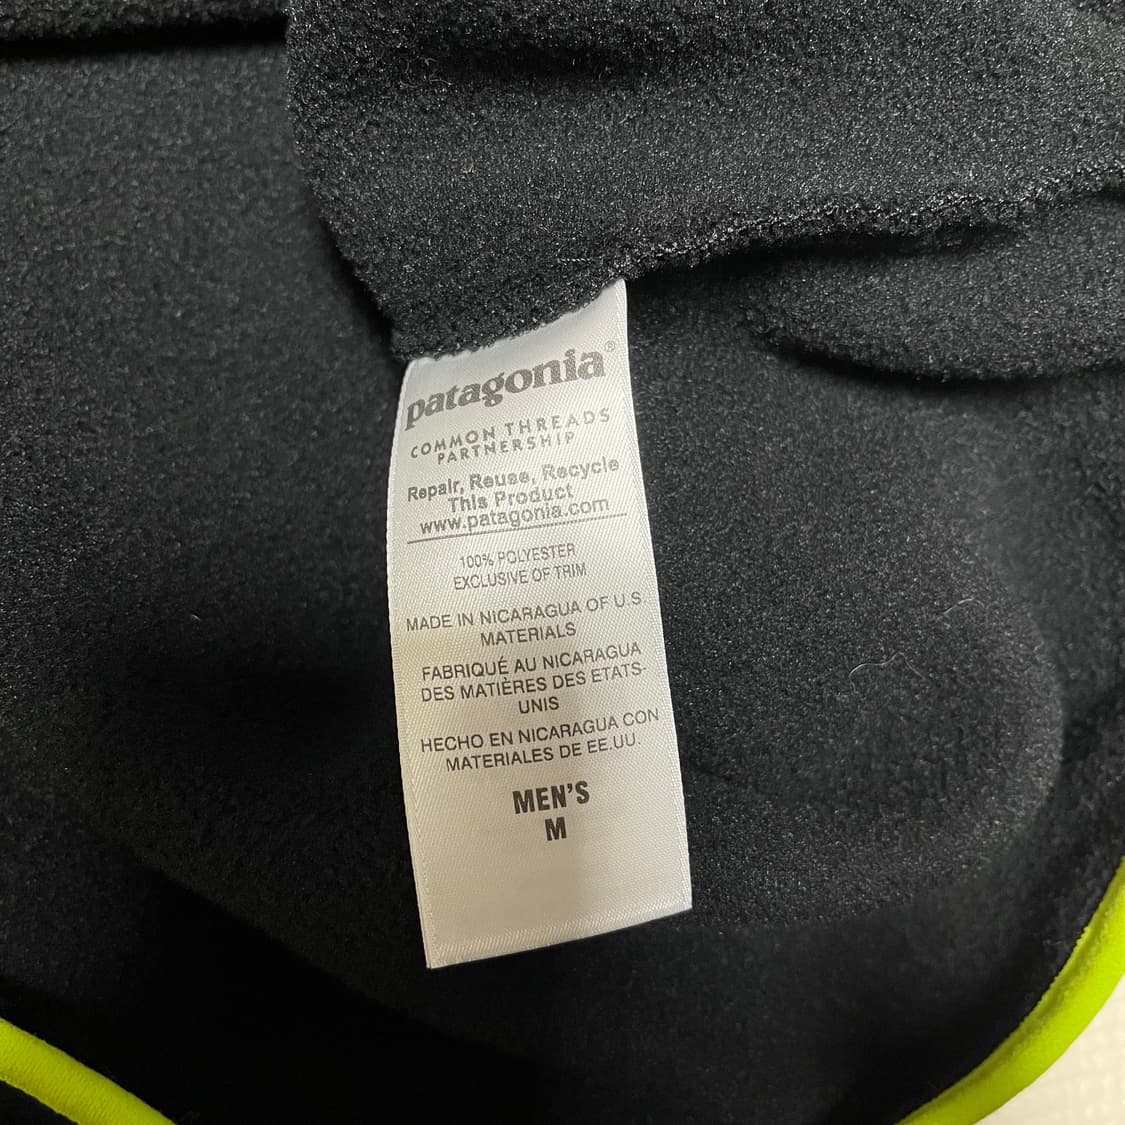 patagonia®
COMMON THREADS
PARTNERSHIP
Repair, Reuse, Recycle
This Product
www.patagonia.com
100% POLYESTER
EXCLUSIVE OF TRIM
MADE IN NICARAGUA OF U.S.
MATERIALS
FABRIQUÉ AU NICARAGUA
DES MATIÈRES DES ETATS-
UNIS
HECHO EN NICARAGUA CON
MATERIALES DE EE.UU.
MEN'S
M